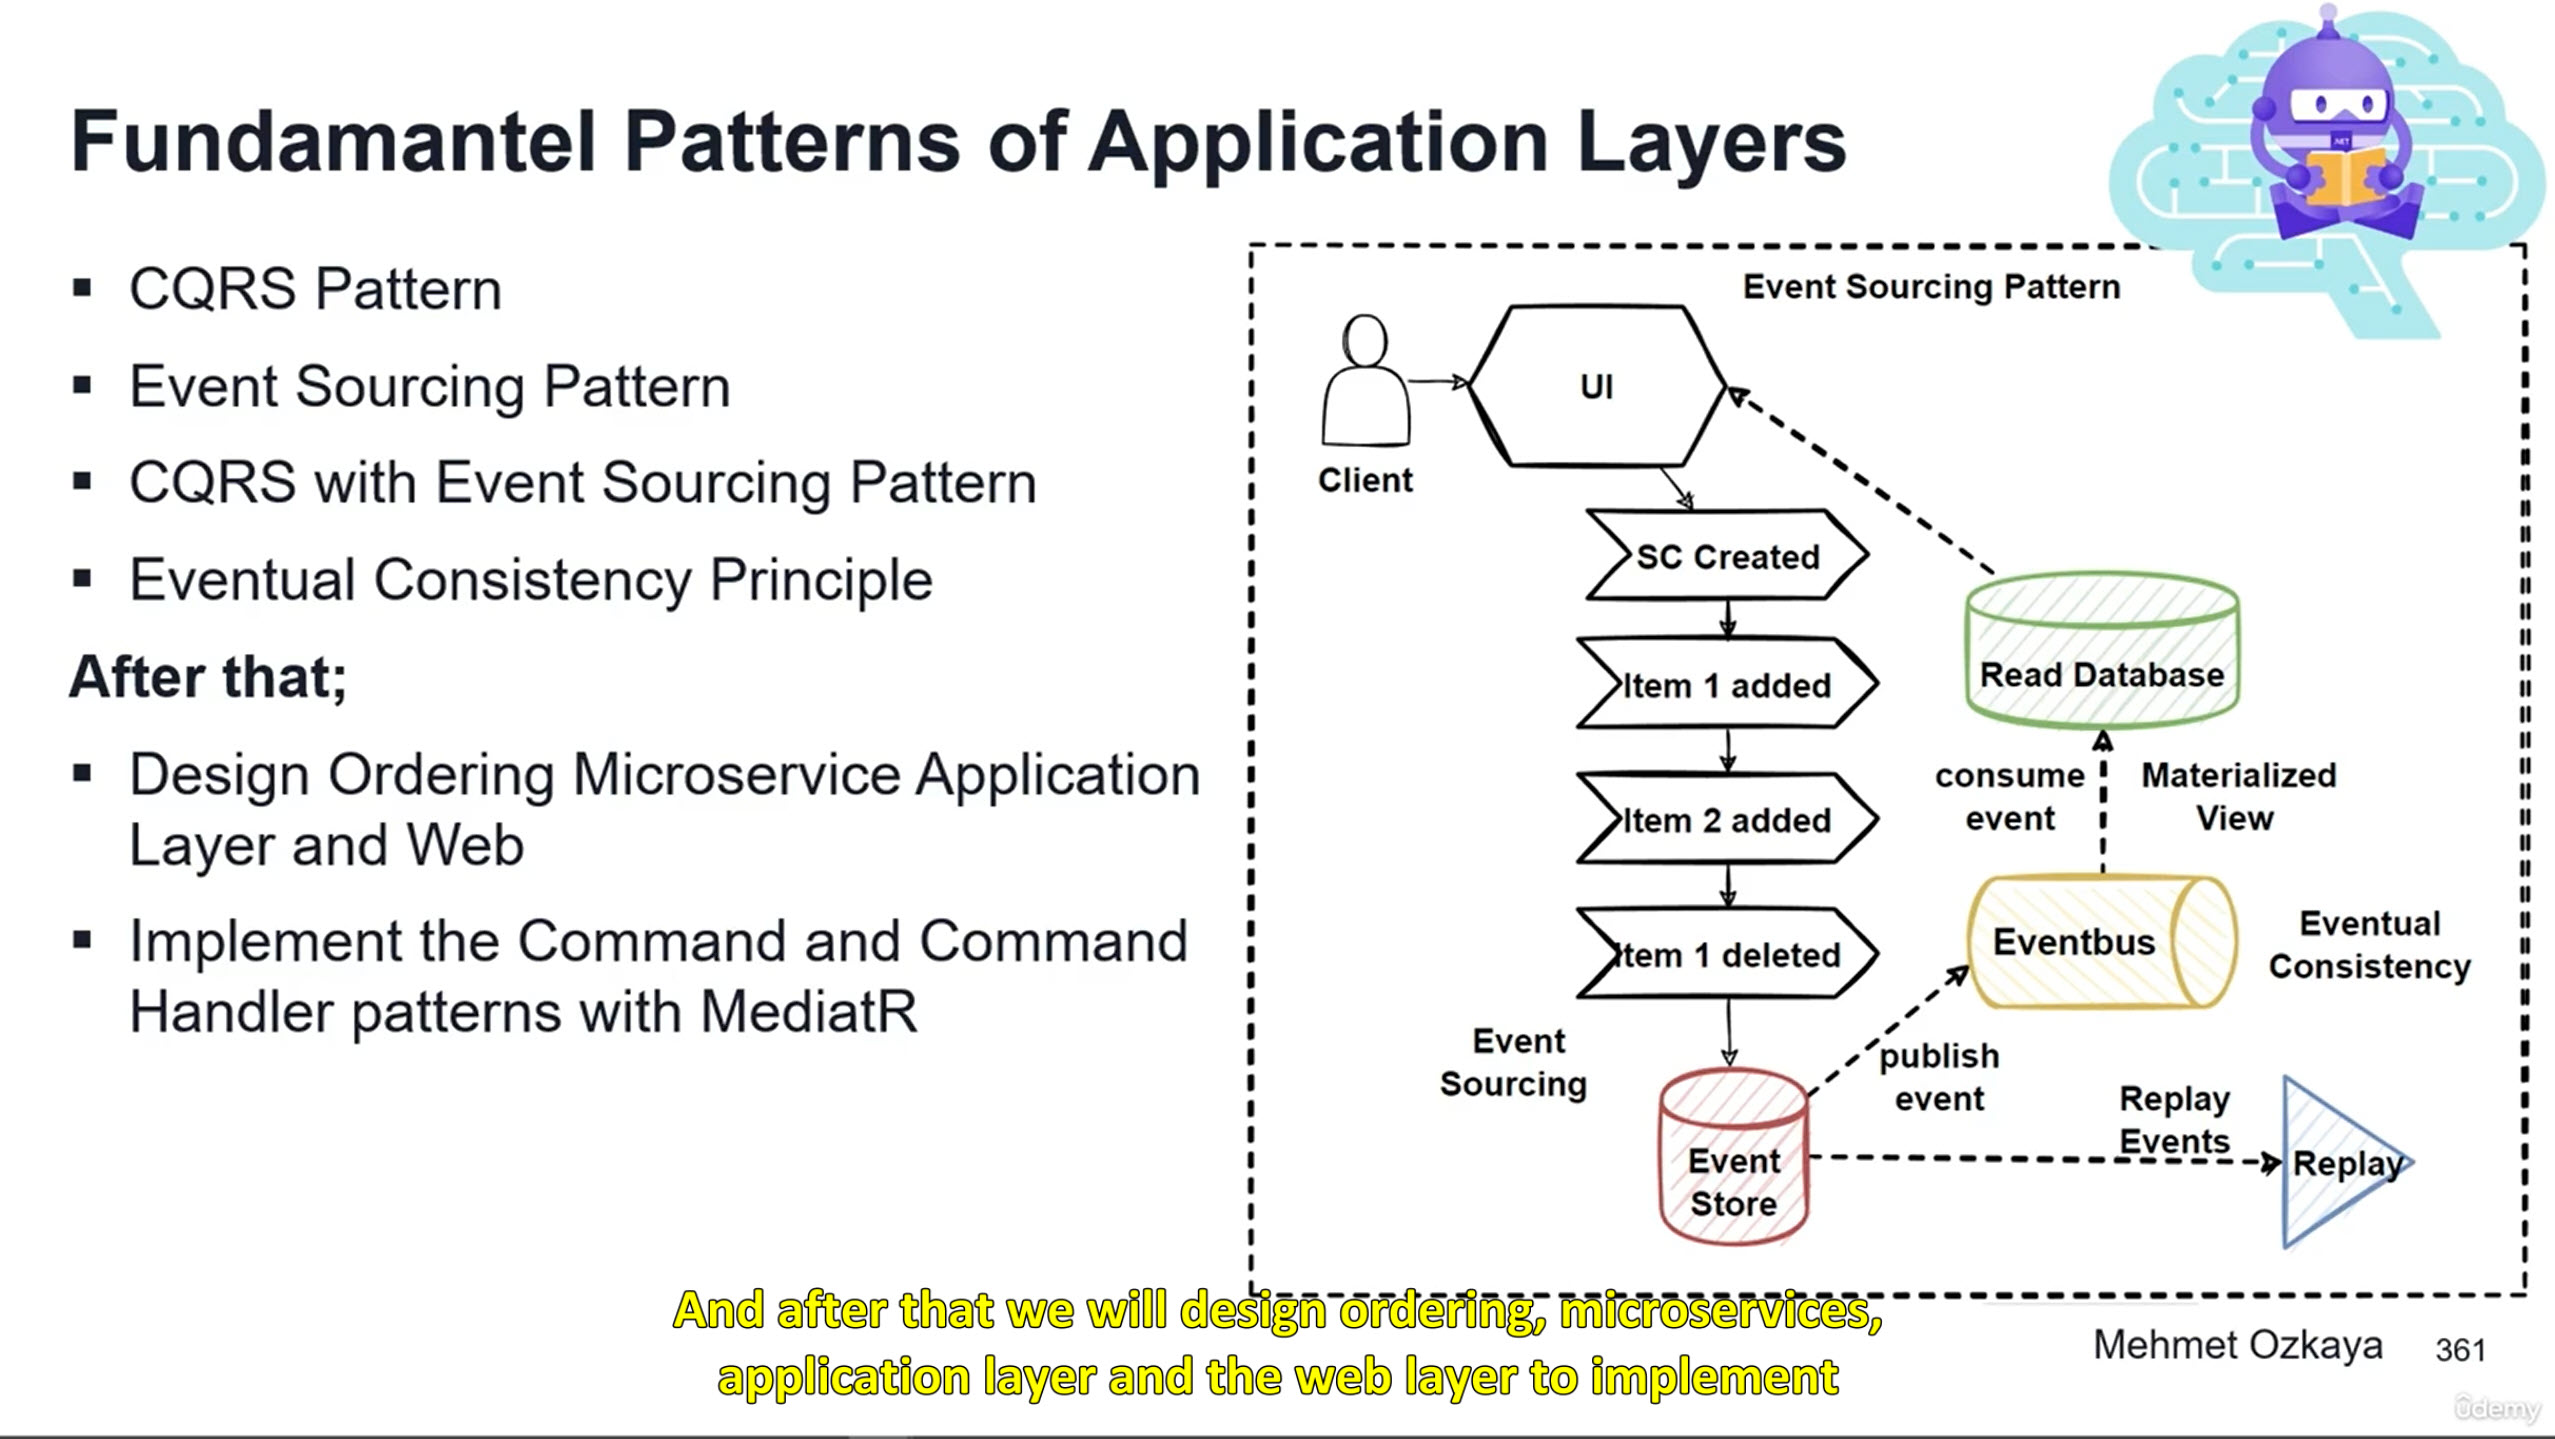 Fundamantel Patterns of Application Layers
CQRS Pattern
Event Sourcing Pattern
CQRS with Event Sourcing Pattern
Eventual Consistency Principle
After that;
Design Ordering Microservice Application
Layer and Web
Implement the Command and Command
Handler patterns with MediatR
.NET
Event Sourcing Pattern
UI
Client
SC Created
Item 1 added
Item 2 added
Item 1 deleted
Event
Sourcing
Event
Store
publish
event
Replay
Events
Replay
Eventbus
Eventual
Consistency
consume
event
Materialized
View
Read Database
And after that we will design ordering, microservices,
application layer and the web layer to implement
Mehmet Ozkaya
361
ûdemy